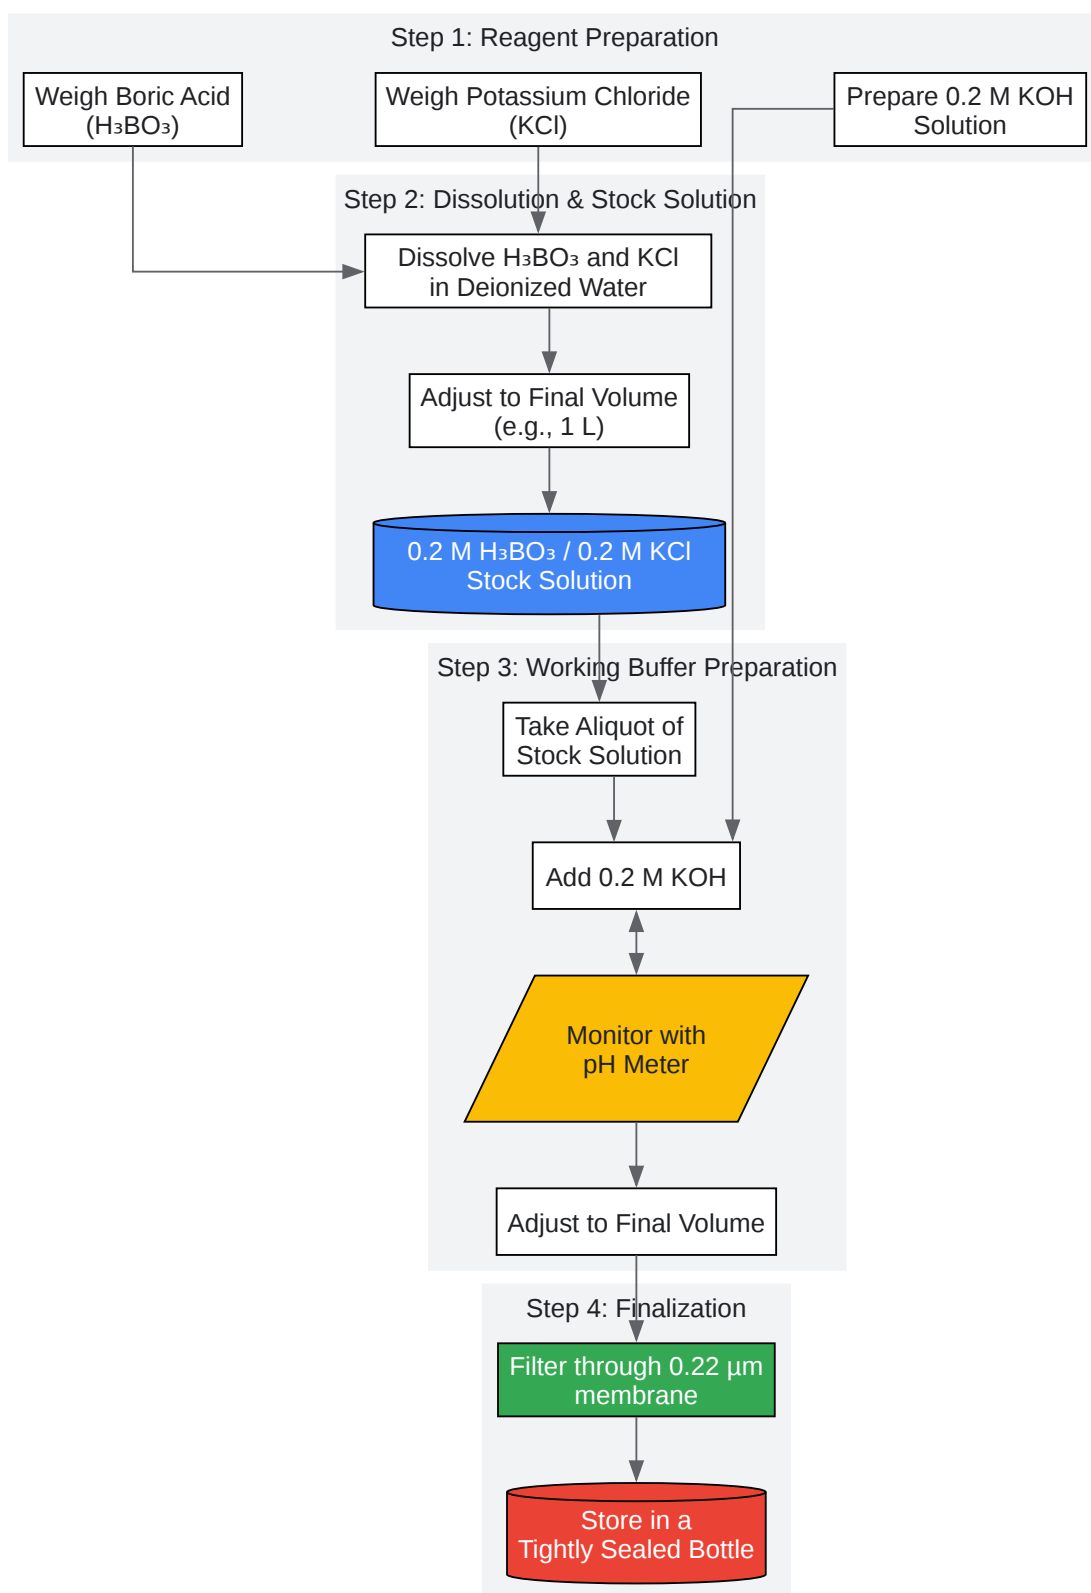 Step 1: Reagent Preparation
Weigh Boric Acid
(H₃BO₃)
Weigh Potassium Chloride
(KCl)
Prepare 0.2 M KOH
Solution
Step 2: Dissolution & Stock Solution
Dissolve H₃BO₃ and KCl
in Deionized Water
Adjust to Final Volume
(e.g., 1 L)
0.2 M H₃BO₃ / 0.2 M KCl
Stock Solution
Step 3: Working Buffer Preparation
Take Aliquot of
Stock Solution
Add 0.2 M KOH
Monitor with
pH Meter
Adjust to Final Volume
Step 4: Finalization
Filter through 0.22 µm
membrane
Store in a
Tightly Sealed Bottle